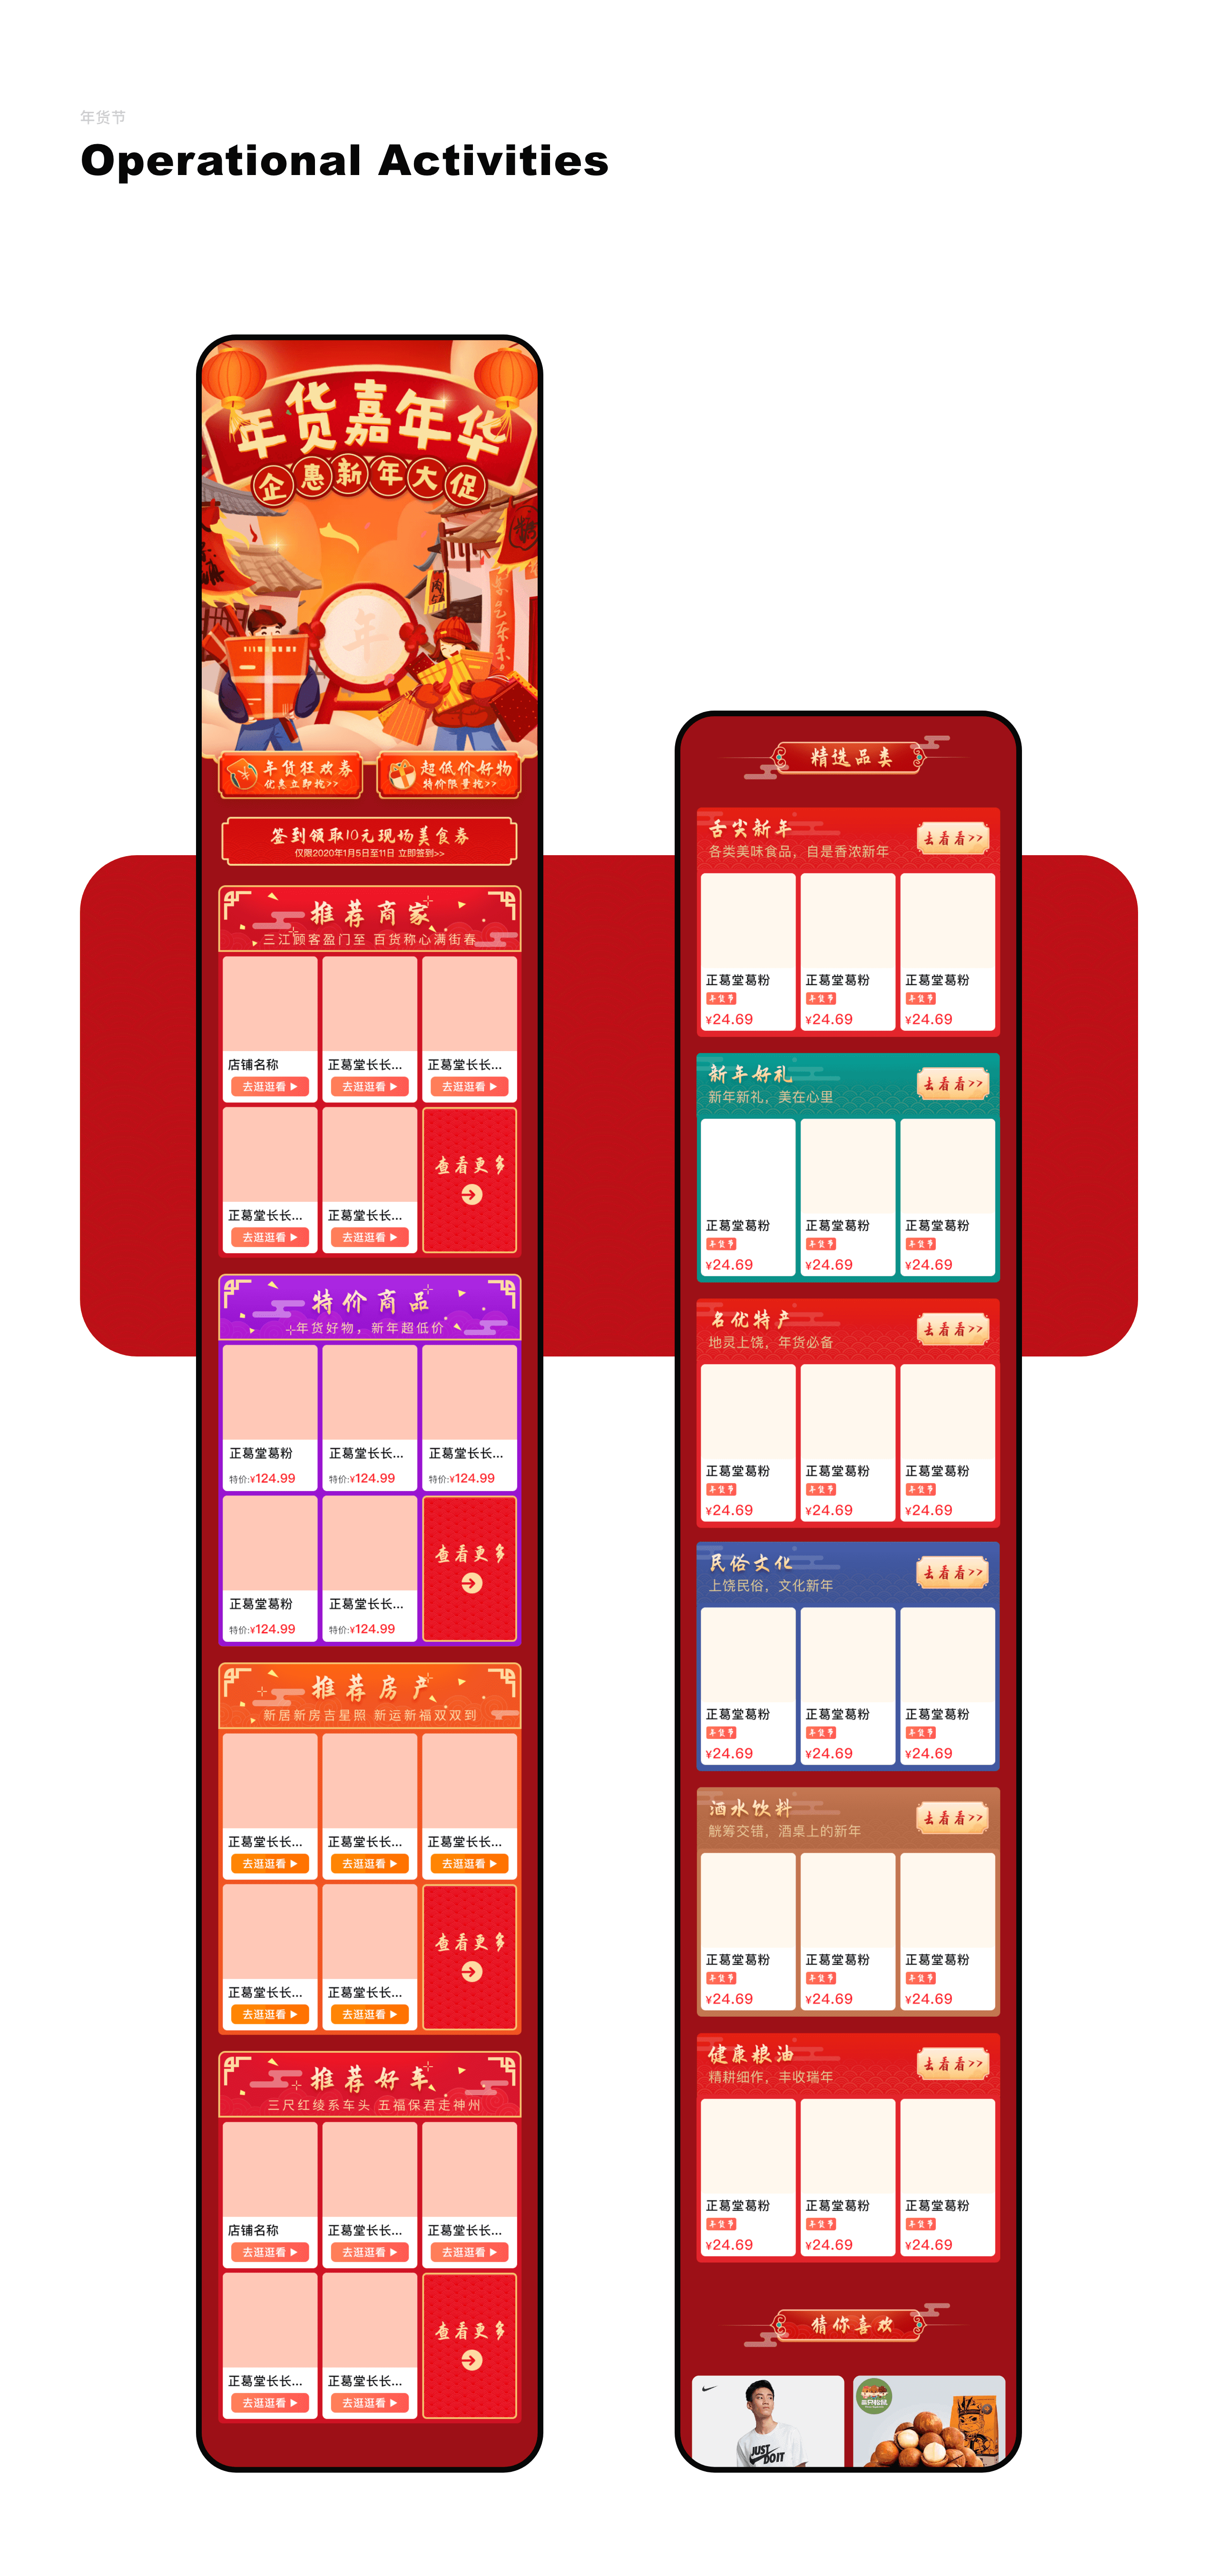 年货节
Operational Activities
年货嘉年华
企惠新年大促
年
年货狂欢券
优惠立即抢>>
超低价好物
特价限量抢>>
签到领取10元现场美食券
仅限2020年1月5日至11日 立即签到>>
推荐商家
三江顾客盈门至 百货称心满街春
店铺名称 正葛堂长长... 正葛堂长长...
去逛逛看 去逛逛看 去逛逛看
查看更多
正葛堂长长... 正葛堂长长...
去逛逛看 去逛逛看
特价商品
年货好物，新年超低价
正葛堂葛粉 正葛堂长长... 正葛堂长长...
特价:¥124.99 特价:¥124.99 特价:¥124.99
查看更多
正葛堂葛粉 正葛堂长长...
特价:¥124.99 特价:¥124.99
推荐房产
新居新房吉星照 新运新福双双到
正葛堂长长... 正葛堂长长... 正葛堂长长...
去逛逛看 去逛逛看 去逛逛看
查看更多
正葛堂长长... 正葛堂长长...
去逛逛看 去逛逛看
推荐好车
三尺红绫系车头 五福保君走神州
店铺名称 正葛堂长长... 正葛堂长长...
去逛逛看 去逛逛看 去逛逛看
查看更多
正葛堂长长... 正葛堂长长...
去逛逛看 去逛逛看
精选品类
舌尖新年
各类美味食品，自是香浓新年
去看看>>
正葛堂葛粉 正葛堂葛粉 正葛堂葛粉
年货节 年货节 年货节
¥24.69 ¥24.69 ¥24.69
新年好礼
新年新礼，美在心里
去看看>>
正葛堂葛粉 正葛堂葛粉 正葛堂葛粉
年货节 年货节 年货节
¥24.69 ¥24.69 ¥24.69
名优特产
地灵上饶，年货必备
去看看>>
正葛堂葛粉 正葛堂葛粉 正葛堂葛粉
年货节 年货节 年货节
¥24.69 ¥24.69 ¥24.69
民俗文化
上饶民俗，文化新年
去看看>>
正葛堂葛粉 正葛堂葛粉 正葛堂葛粉
年货节 年货节 年货节
¥24.69 ¥24.69 ¥24.69
酒水饮料
觥筹交错，酒桌上的新年
去看看>>
正葛堂葛粉 正葛堂葛粉 正葛堂葛粉
年货节 年货节 年货节
¥24.69 ¥24.69 ¥24.69
健康粮油
精耕细作，丰收瑞年
去看看>>
正葛堂葛粉 正葛堂葛粉 正葛堂葛粉
年货节 年货节 年货节
¥24.69 ¥24.69 ¥24.69
猜你喜欢
JUST
DO IT
三只松鼠